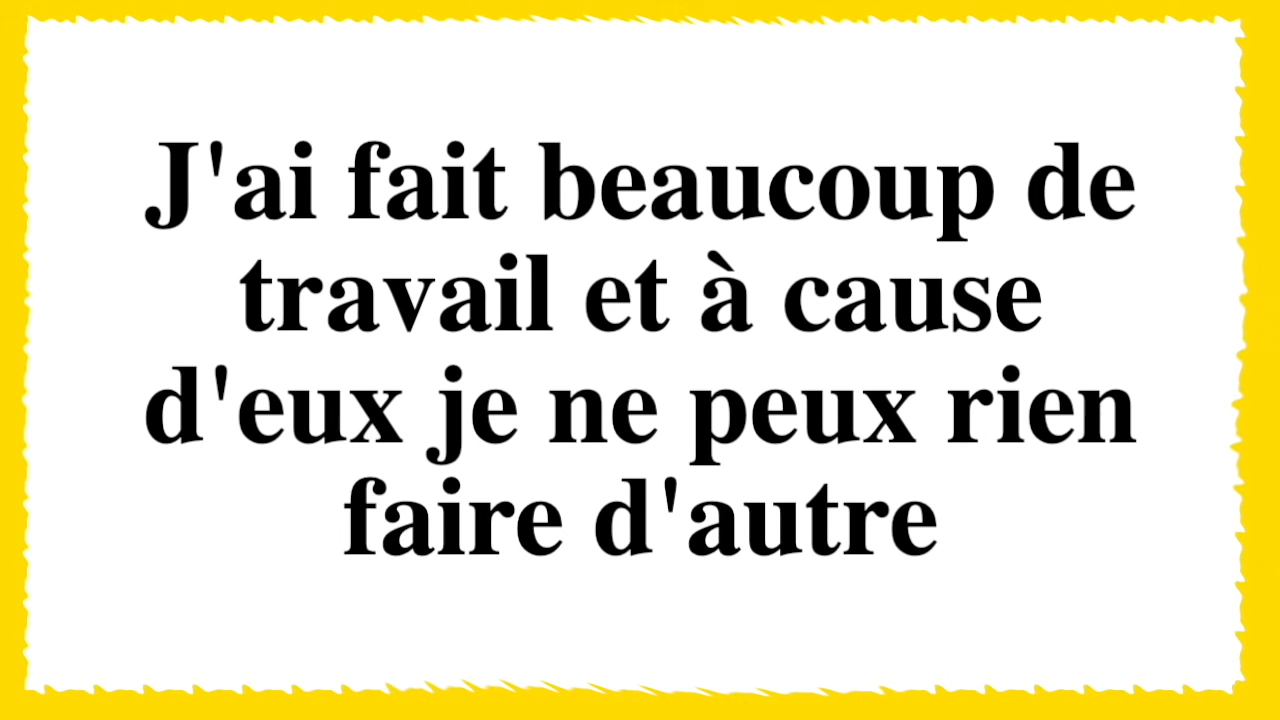 J'ai fait beaucoup de
travail et à cause
d'eux je ne peux rien
faire d'autre